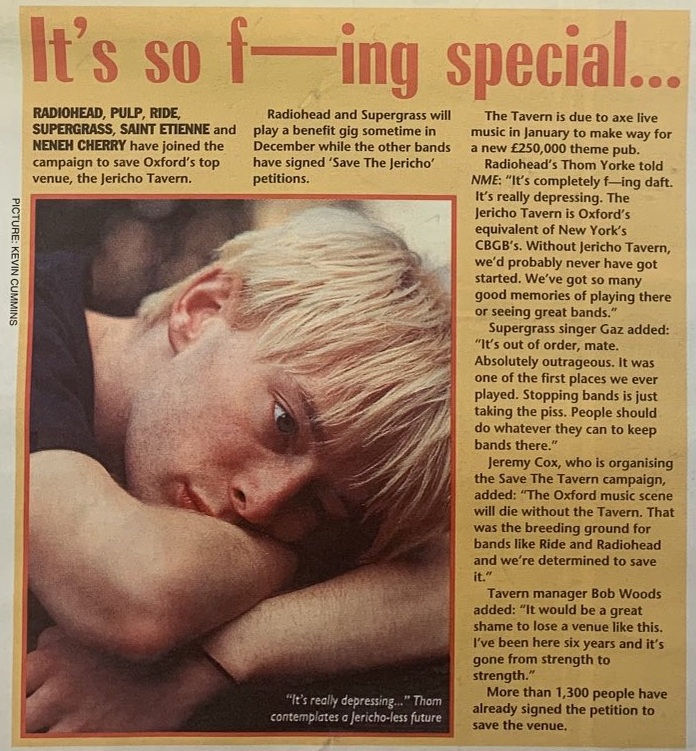 It's so f—ing special...
RADIOHEAD, PULP, RIDE,
SUPERGRASS, SAINT ETIENNE and
NENEH CHERRY have joined the
campaign to save Oxford's top
venue, the Jericho Tavern.
Radiohead and Supergrass will
play a benefit gig sometime in
December while the other bands
have signed 'Save The Jericho'
petitions.
The Tavern is due to axe live
music in January to make way for
a new £250,000 theme pub.
Radiohead's Thom Yorke told
NME: “It's completely f—ing daft.
It's really depressing. The
Jericho Tavern is Oxford's
equivalent of New York's
CBGB's. Without Jericho Tavern,
we'd probably never have got
started. We've got so many
good memories of playing there
or seeing great bands.”
Supergrass singer Gaz added:
“It's out of order, mate.
Absolutely outrageous. It was
one of the first places we ever
played. Stopping bands is just
taking the piss. People should
do whatever they can to keep
bands there.”
Jeremy Cox, who is organising
the Save The Tavern campaign,
added: “The Oxford music scene
will die without the Tavern. That
was the breeding ground for
bands like Ride and Radiohead
and we're determined to save
it.”
Tavern manager Bob Woods
added: “It would be a great
shame to lose a venue like this.
I've been here six years and it's
gone from strength to
strength.”
More than 1,300 people have
already signed the petition to
save the venue.
PICTURE: KEVIN CUMMINS
“It's really depressing...” Thom
contemplates a Jericho-less future